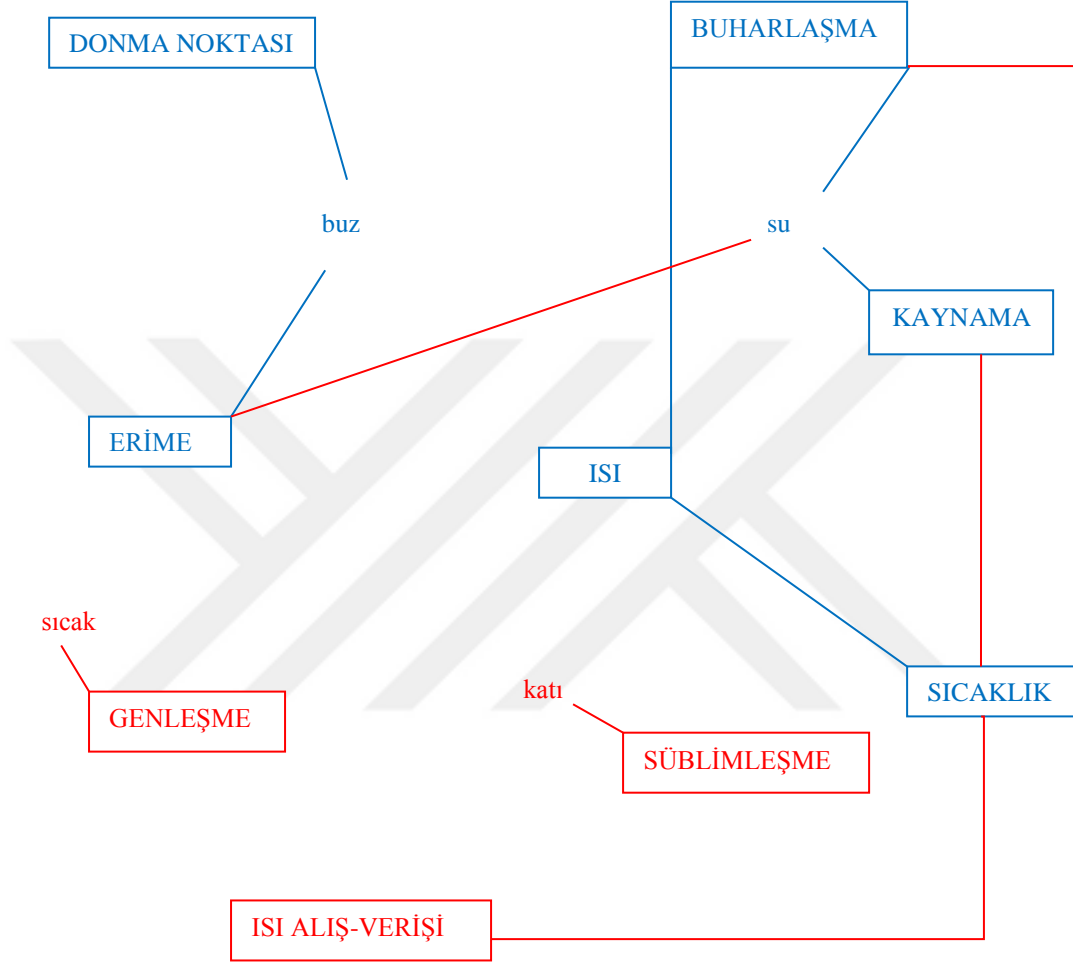 DONMA NOKTASI
BUHARLAŞMA
buz
su
KAYNAMA
ERİME
ISI
sıcak
katı
SICAKLIK
GENLEŞME
SÜBLİMLEŞME
ISI ALIŞ-VERİŞİ